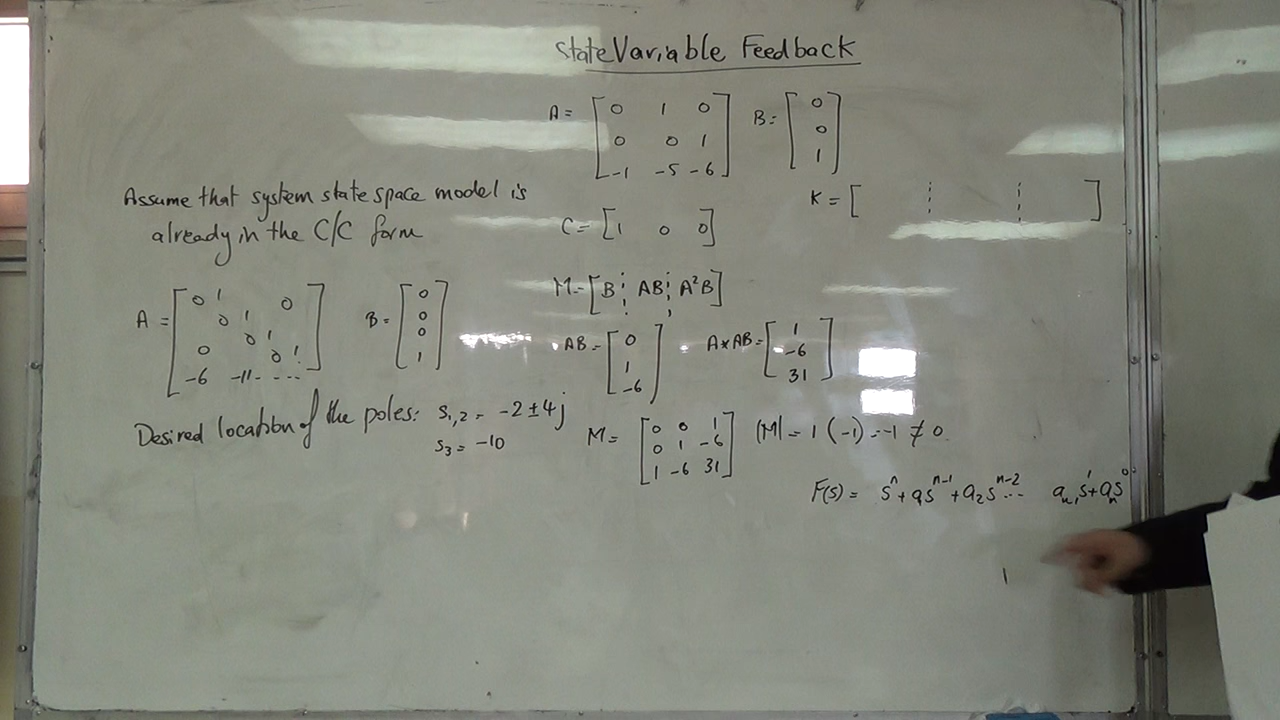 State Variable Feedback
A = [ 0 1 0
0 0 1
-1 -5 -6 ]
B = [ 0
0
1 ]
Assume that system state space model is
already in the C/C form
K = [ ¦ ¦ ]
C = [ 1 0 0 ]
A = [ 0 1 0
0 1
0 1
0 0 1
-6 -11- - - - ]
B = [ 0
0
0
1 ]
M = [ B ¦ AB ¦ A²B ]
AB = [ 0
1
-6 ]
A*AB = [ 1
-6
31 ]
Desired location of the poles: S₁,₂ = -2 ± 4j
S₃ = -10
M = [ 0 0 1
0 1 -6
1 -6 31 ]
|M| = 1 (-1) = -1 ≠ 0.
F(s) = sⁿ + a₁sⁿ⁻¹ + a₂sⁿ⁻² ... aₙ₋₁s¹ + aₙs⁰